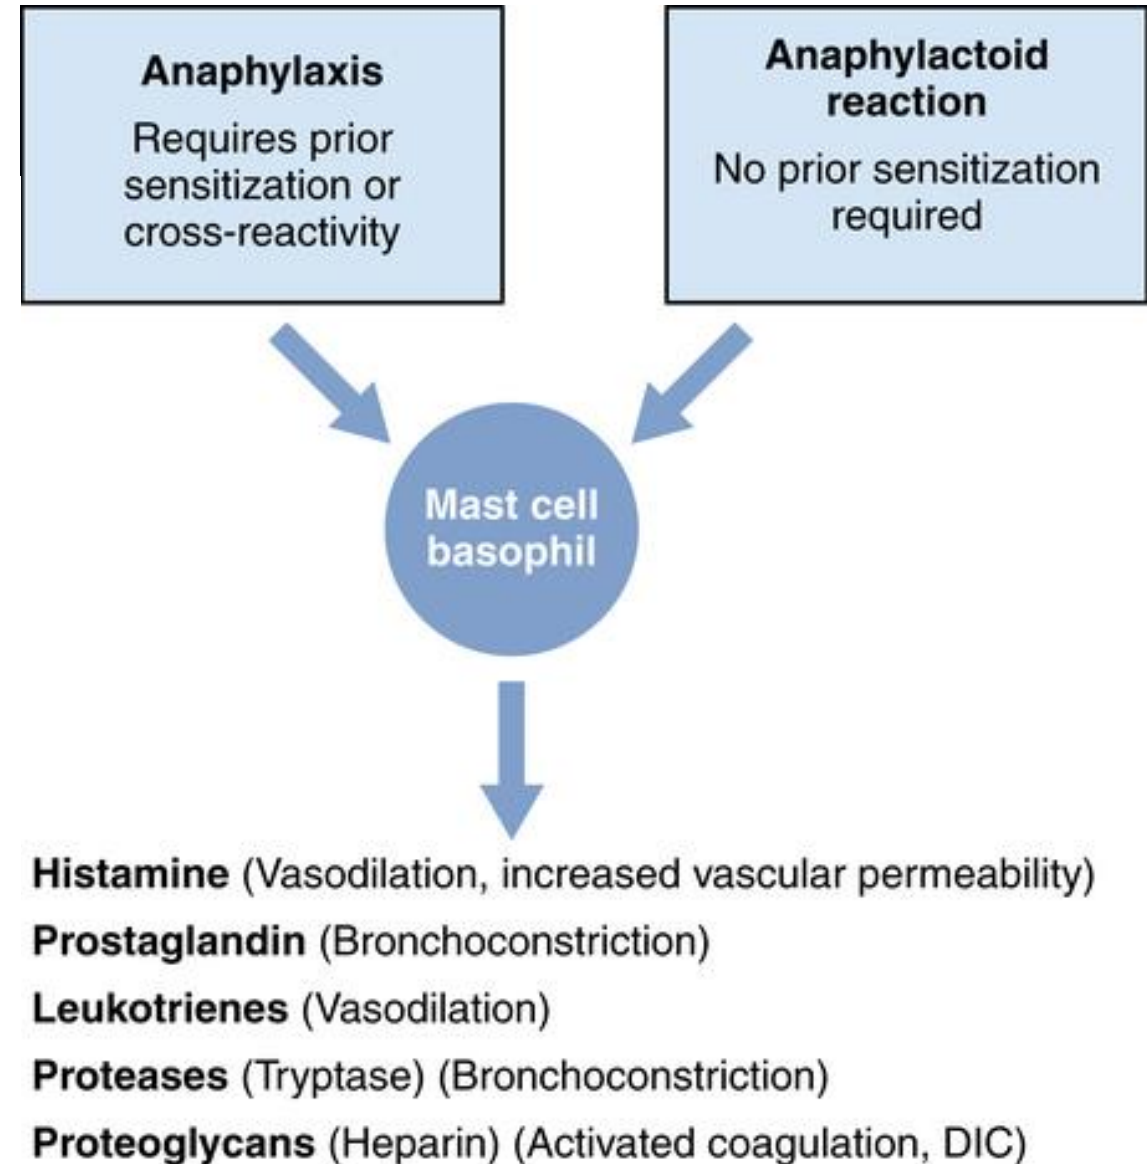 Anaphylaxis
Requires prior
sensitization or
cross-reactivity
Anaphylactoid
reaction
No prior sensitization
required
Mast cell
basophil
Histamine (Vasodilation, increased vascular permeability)
Prostaglandin (Bronchoconstriction)
Leukotrienes (Vasodilation)
Proteases (Tryptase) (Bronchoconstriction)
Proteoglycans (Heparin) (Activated coagulation, DIC)